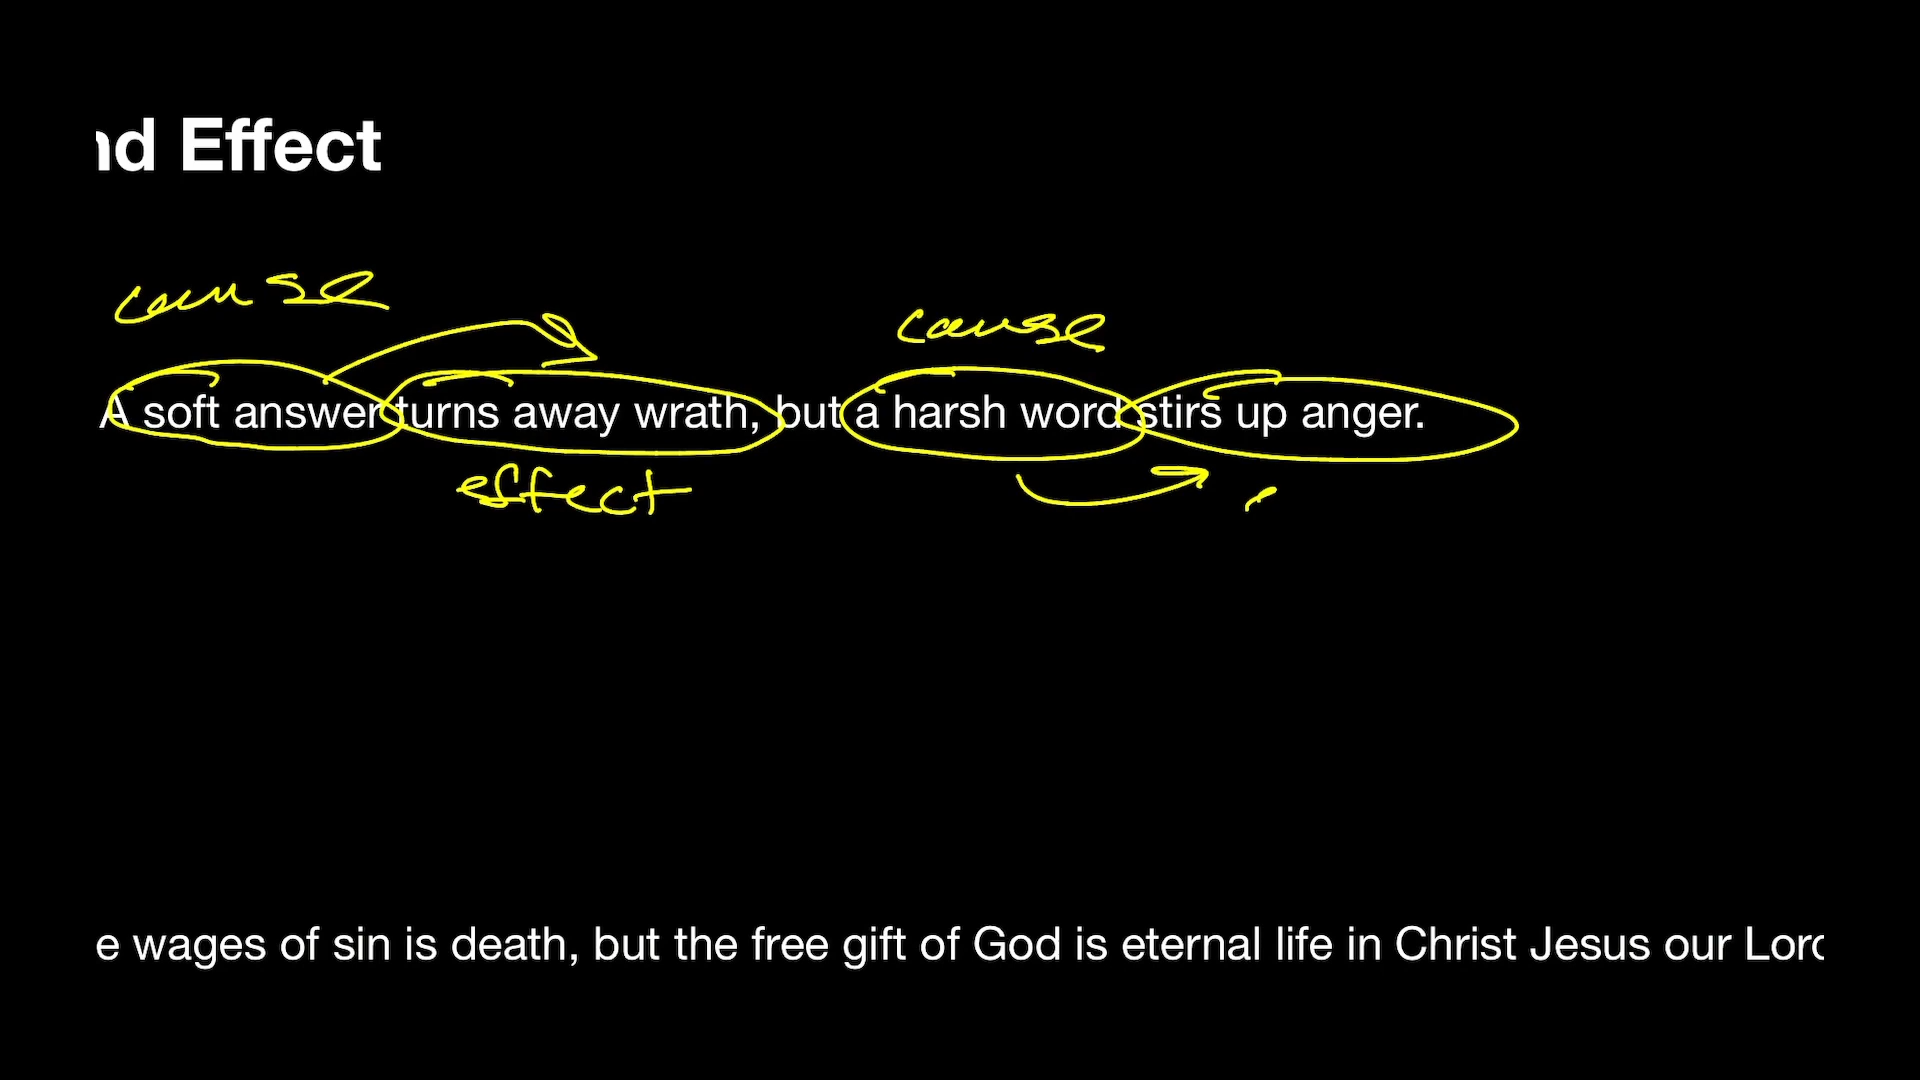 nd Effect
cause
cause
A soft answer turns away wrath, but a harsh word stirs up anger.
effect
e wages of sin is death, but the free gift of God is eternal life in Christ Jesus our Lord